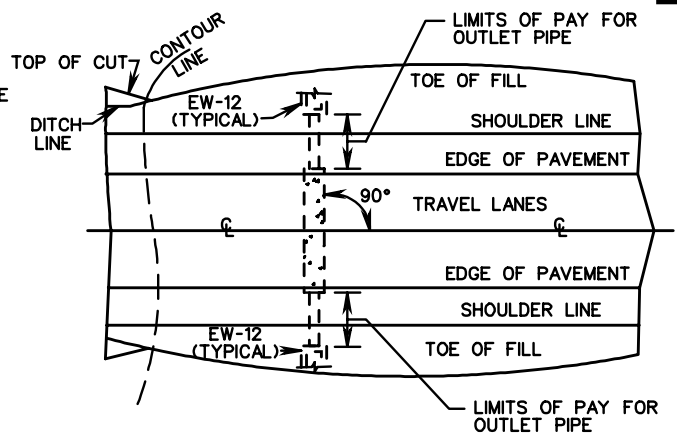 LIMITS OF PAY FOR
OUTLET PIPE
TOP OF CUT
CONTOUR
LINE
TOE OF FILL
EW-12
(TYPICAL)
DITCH
LINE
SHOULDER LINE
EDGE OF PAVEMENT
90°
TRAVEL LANES
℄
℄
EDGE OF PAVEMENT
SHOULDER LINE
EW-12
(TYPICAL)
TOE OF FILL
LIMITS OF PAY FOR
OUTLET PIPE